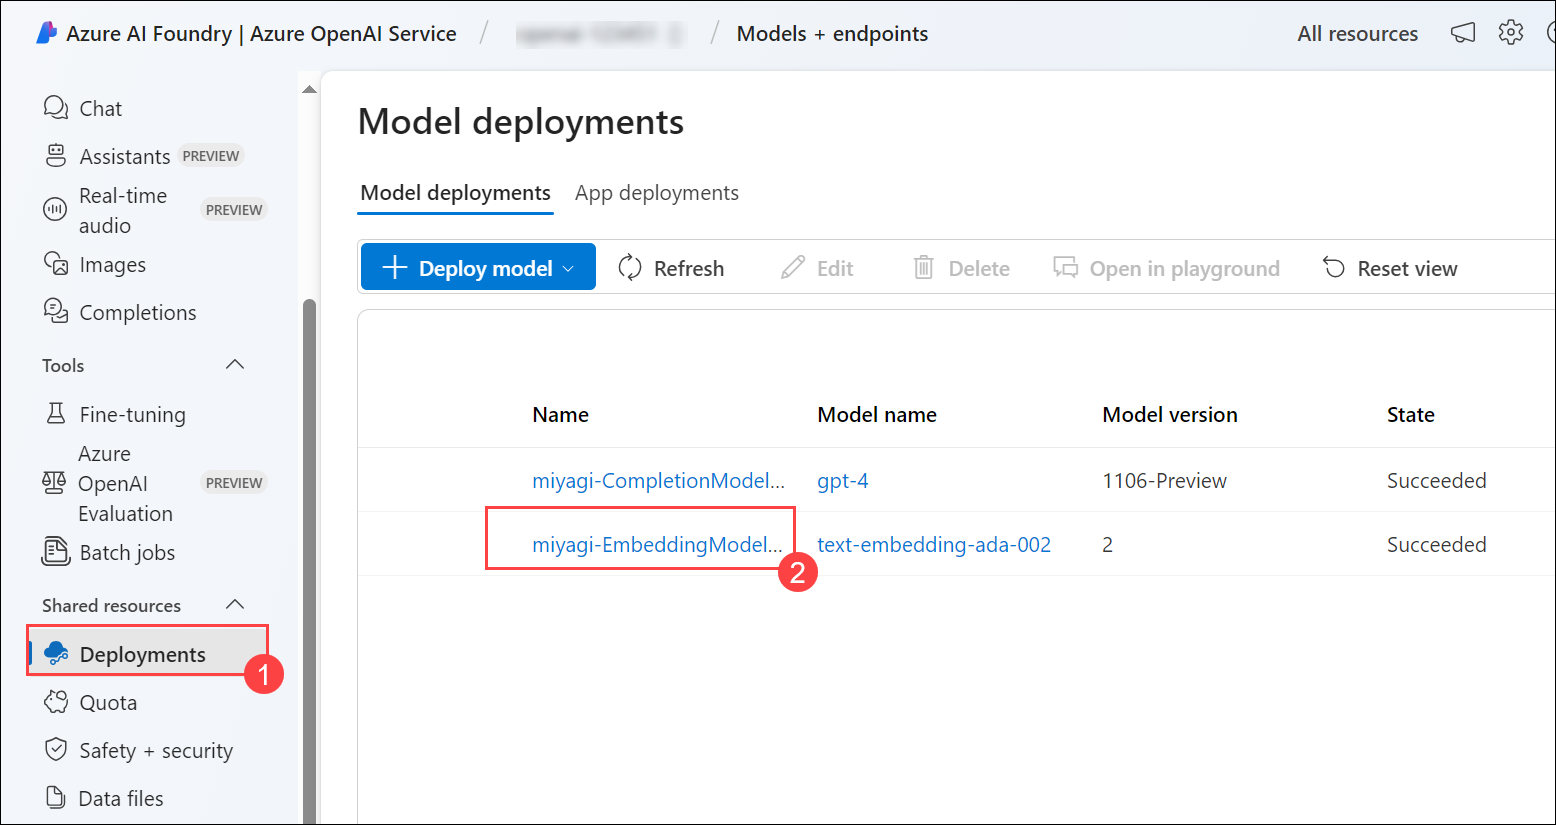 Azure AI Foundry | Azure OpenAI Service / / Models + endpoints All resources
Chat
Assistants PREVIEW
Real-time audio PREVIEW
Images
Completions
Tools
Fine-tuning
Azure OpenAI Evaluation PREVIEW
Batch jobs
Shared resources
Deployments
1
Quota
Safety + security
Data files
Model deployments
Model deployments App deployments
Deploy model Refresh Edit Delete Open in playground Reset view
Name Model name Model version State
miyagi-CompletionModel... gpt-4 1106-Preview Succeeded
miyagi-EmbeddingModel... text-embedding-ada-002 2 Succeeded
2